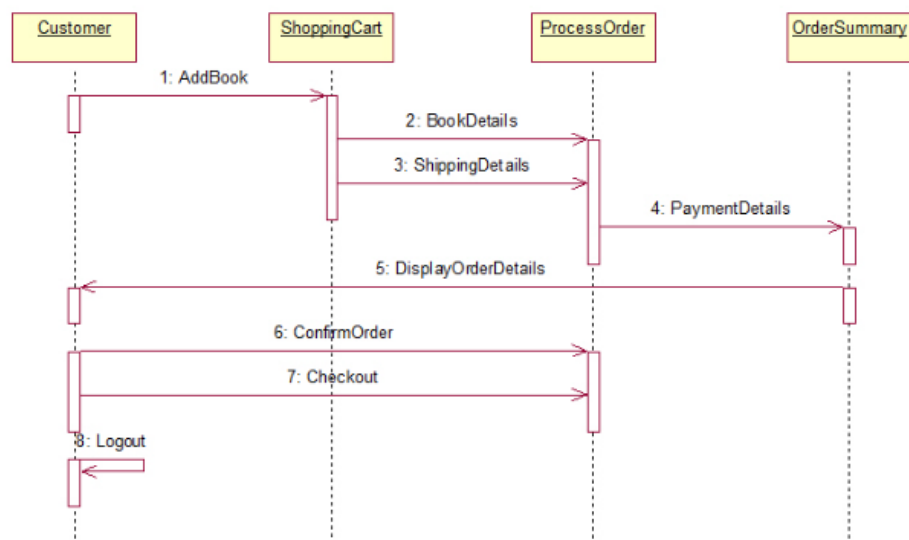 Customer
ShoppingCart
ProcessOrder
OrderSummary
1: AddBook
2: BookDetails
3: ShippingDetails
4: PaymentDetails
5: DisplayOrderDetails
6: ConfirmOrder
7: Checkout
8: Logout